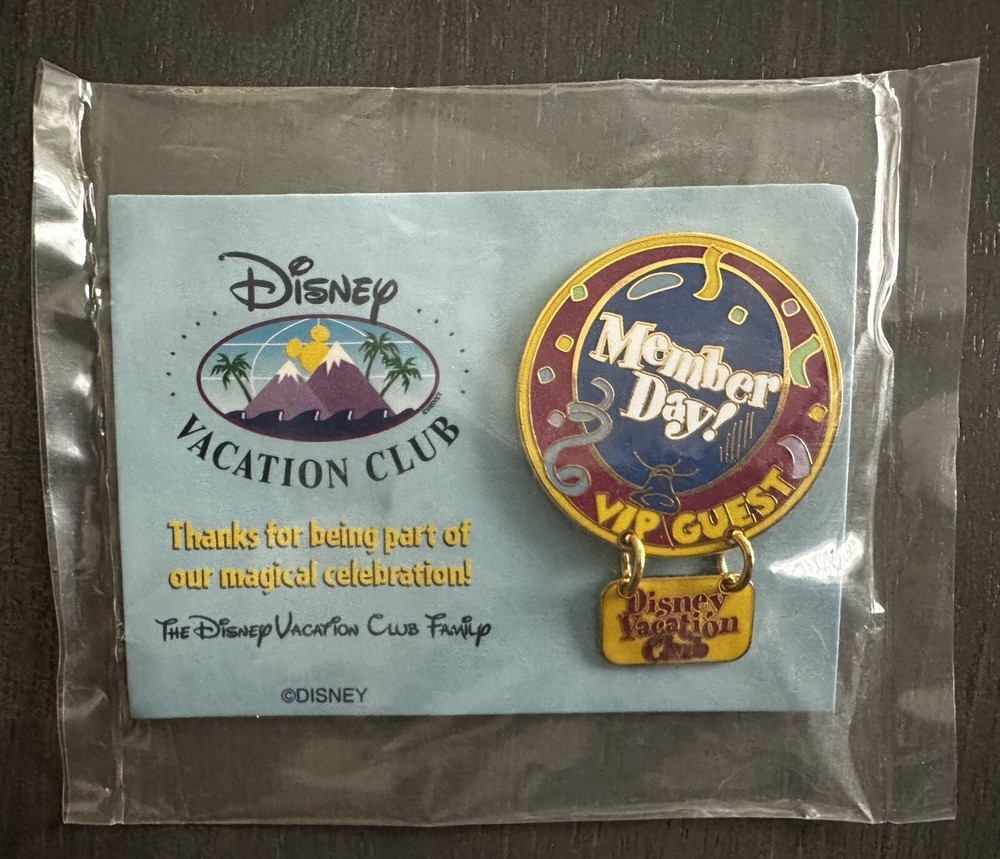 Disney
VACATION CLUB
Thanks for being part of
our magical celebration!
The Disney Vacation Club Family
©DISNEY
Member
Day!
VIP GUEST
Disney
Vacation
Club